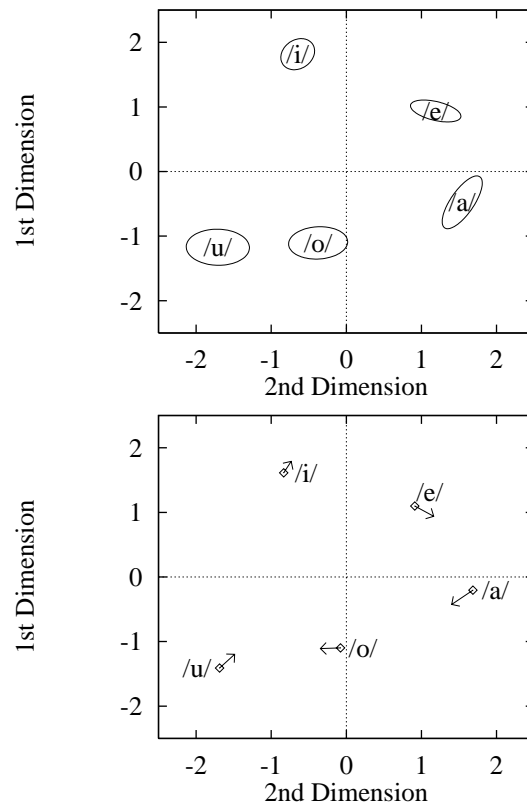 1st Dimension
2
1
0
-1
-2
/i/
/e/
/a/
/u/
/o/
-2 -1 0 1 2
2nd Dimension
1st Dimension
2
1
0
-1
-2
/i/
/e/
/a/
/o/
/u/
-2 -1 0 1 2
2nd Dimension